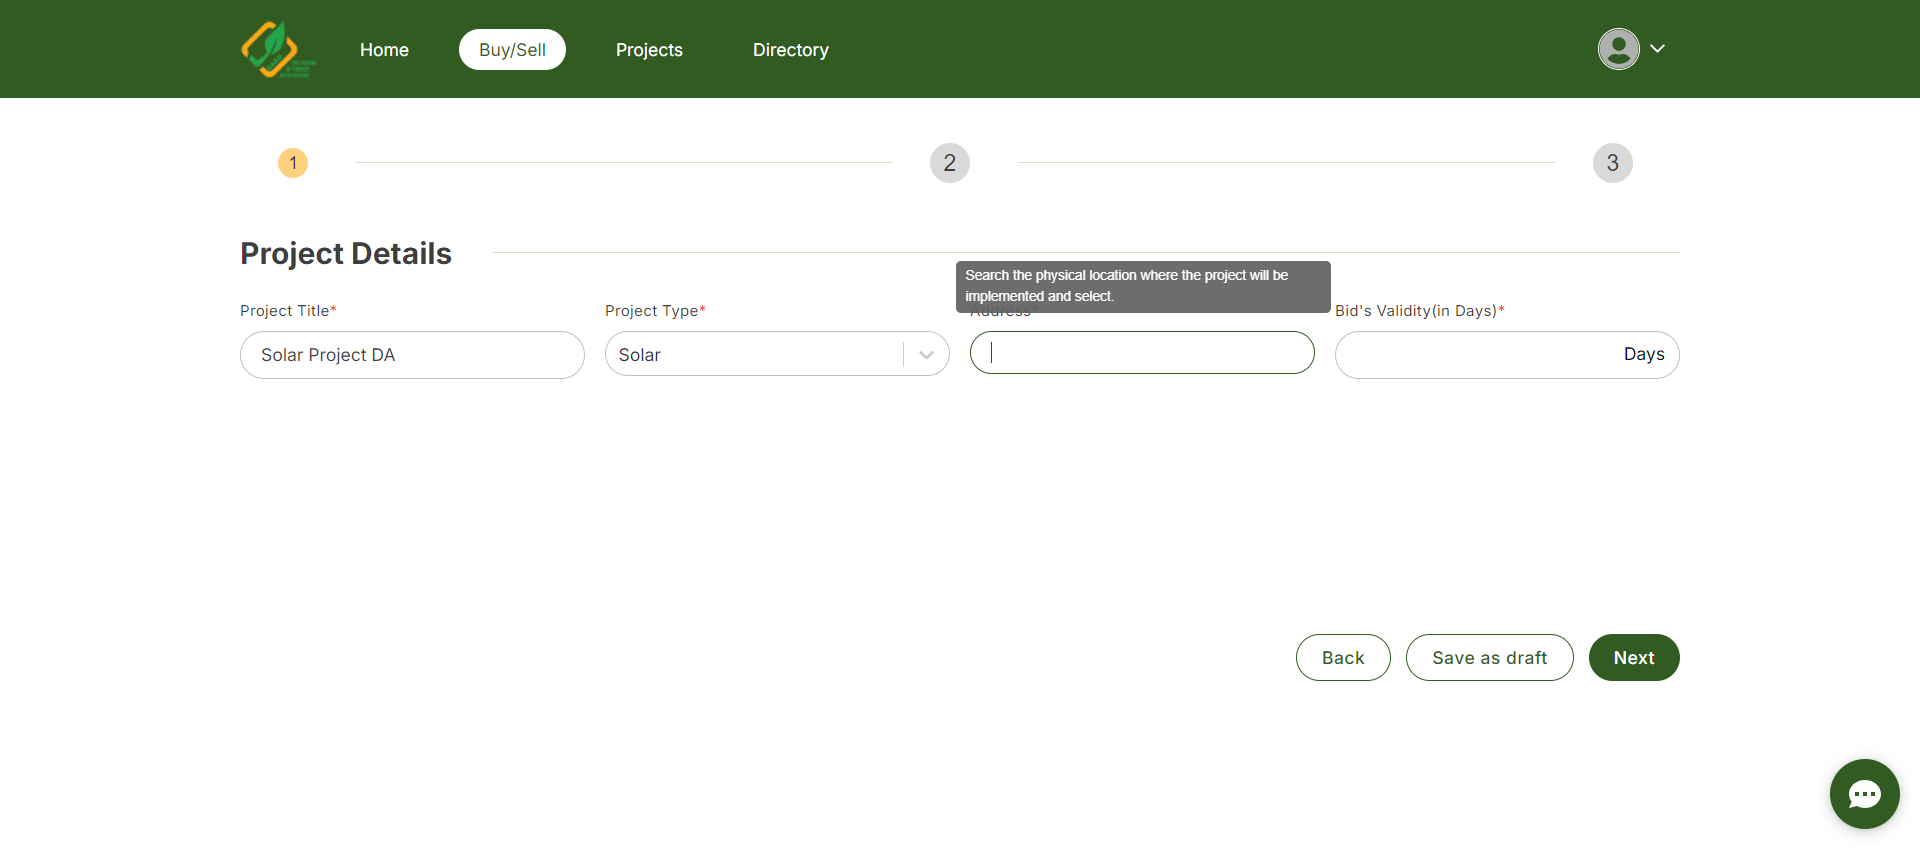 Home
Buy/Sell
Projects
Directory
1
2
3
Project Details
Search the physical location where the project will be
implemented and select.
Project Title*
Project Type*
Address*
Bid's Validity(in Days)*
Solar Project DA
Solar
Days
Back
Save as draft
Next